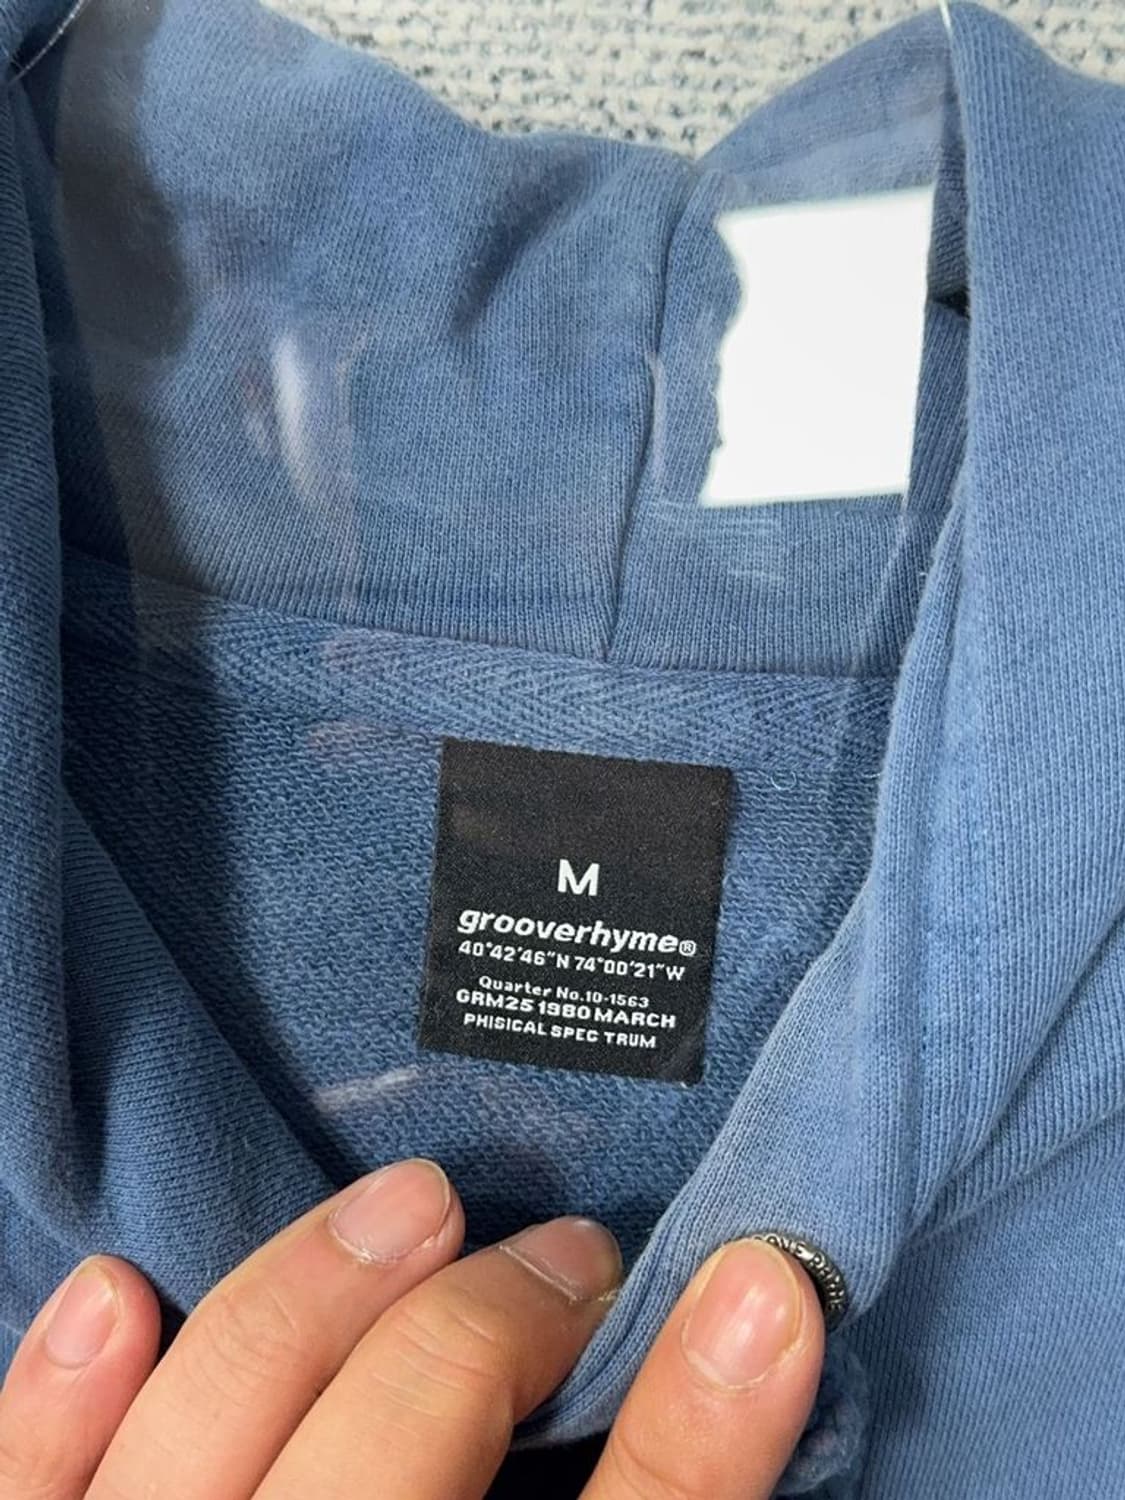 M
grooverhyme®
40°42'46"N 74°00'21"W
Quarter No.10-1563
GRM25 1980 MARCH
PHISICAL SPEC TRUM